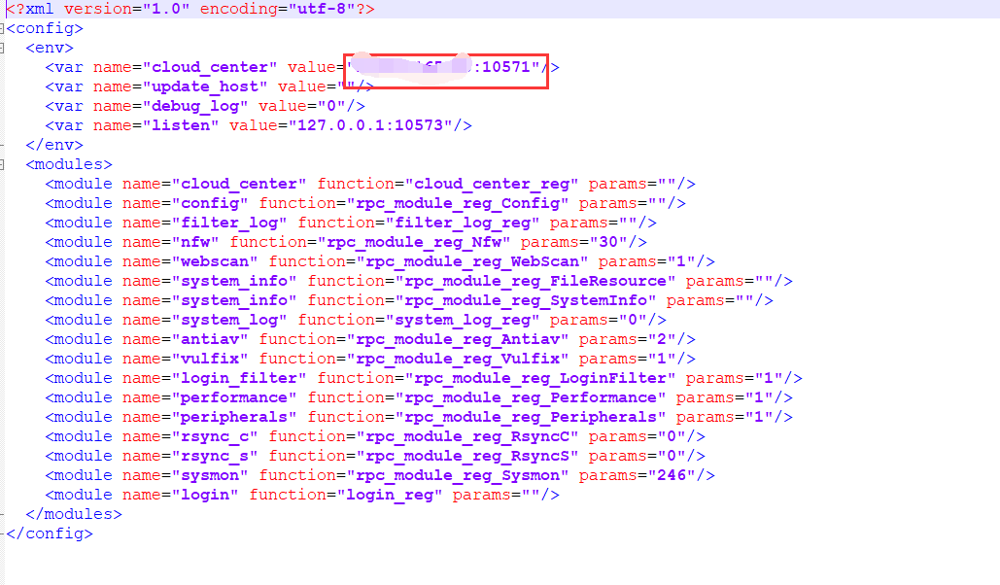 <?xml version="1.0" encoding="utf-8"?>
<config>
<env>
<var name="cloud_center" value=" :10571"/>
<var name="update_host" value=""/>
<var name="debug_log" value="0"/>
<var name="listen" value="127.0.0.1:10573"/>
</env>
<modules>
<module name="cloud_center" function="cloud_center_reg" params=""/>
<module name="config" function="rpc_module_reg_Config" params=""/>
<module name="filter_log" function="filter_log_reg" params=""/>
<module name="nfw" function="rpc_module_reg_Nfw" params="30"/>
<module name="webscan" function="rpc_module_reg_WebScan" params="1"/>
<module name="system_info" function="rpc_module_reg_FileResource" params=""/>
<module name="system_info" function="rpc_module_reg_SystemInfo" params=""/>
<module name="system_log" function="system_log_reg" params="0"/>
<module name="antiav" function="rpc_module_reg_Antiav" params="2"/>
<module name="vulfix" function="rpc_module_reg_Vulfix" params="1"/>
<module name="login_filter" function="rpc_module_reg_LoginFilter" params="1"/>
<module name="performance" function="rpc_module_reg_Performance" params="1"/>
<module name="peripherals" function="rpc_module_reg_Peripherals" params="1"/>
<module name="rsync_c" function="rpc_module_reg_RsyncC" params="0"/>
<module name="rsync_s" function="rpc_module_reg_RsyncS" params="0"/>
<module name="sysmon" function="rpc_module_reg_Sysmon" params="246"/>
<module name="login" function="login_reg" params=""/>
</modules>
</config>